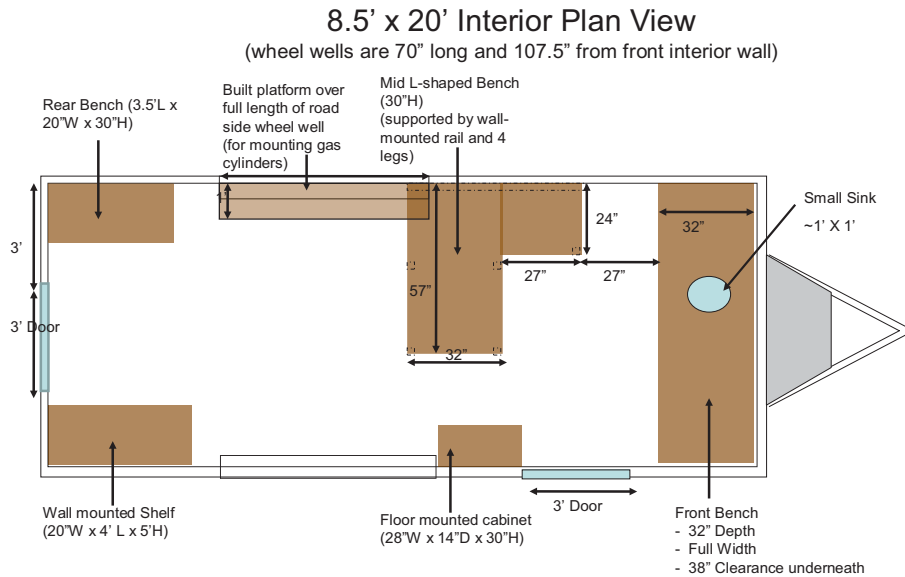 8.5’ x 20’ Interior Plan View
(wheel wells are 70” long and 107.5” from front interior wall)
Rear Bench (3.5’L x
20”W x 30”H)
Built platform over
full length of road
side wheel well
(for mounting gas
cylinders)
Mid L-shaped Bench
(30”H)
(supported by wall-
mounted rail and 4
legs)
Small Sink
~1’ X 1’
1’
3’
24”
32”
27”
27”
57”
3’ Door
32”
Wall mounted Shelf
(20”W x 4’ L x 5’H)
Floor mounted cabinet
(28”W x 14”D x 30”H)
3’ Door
Front Bench
- 32” Depth
- Full Width
- 38” Clearance underneath